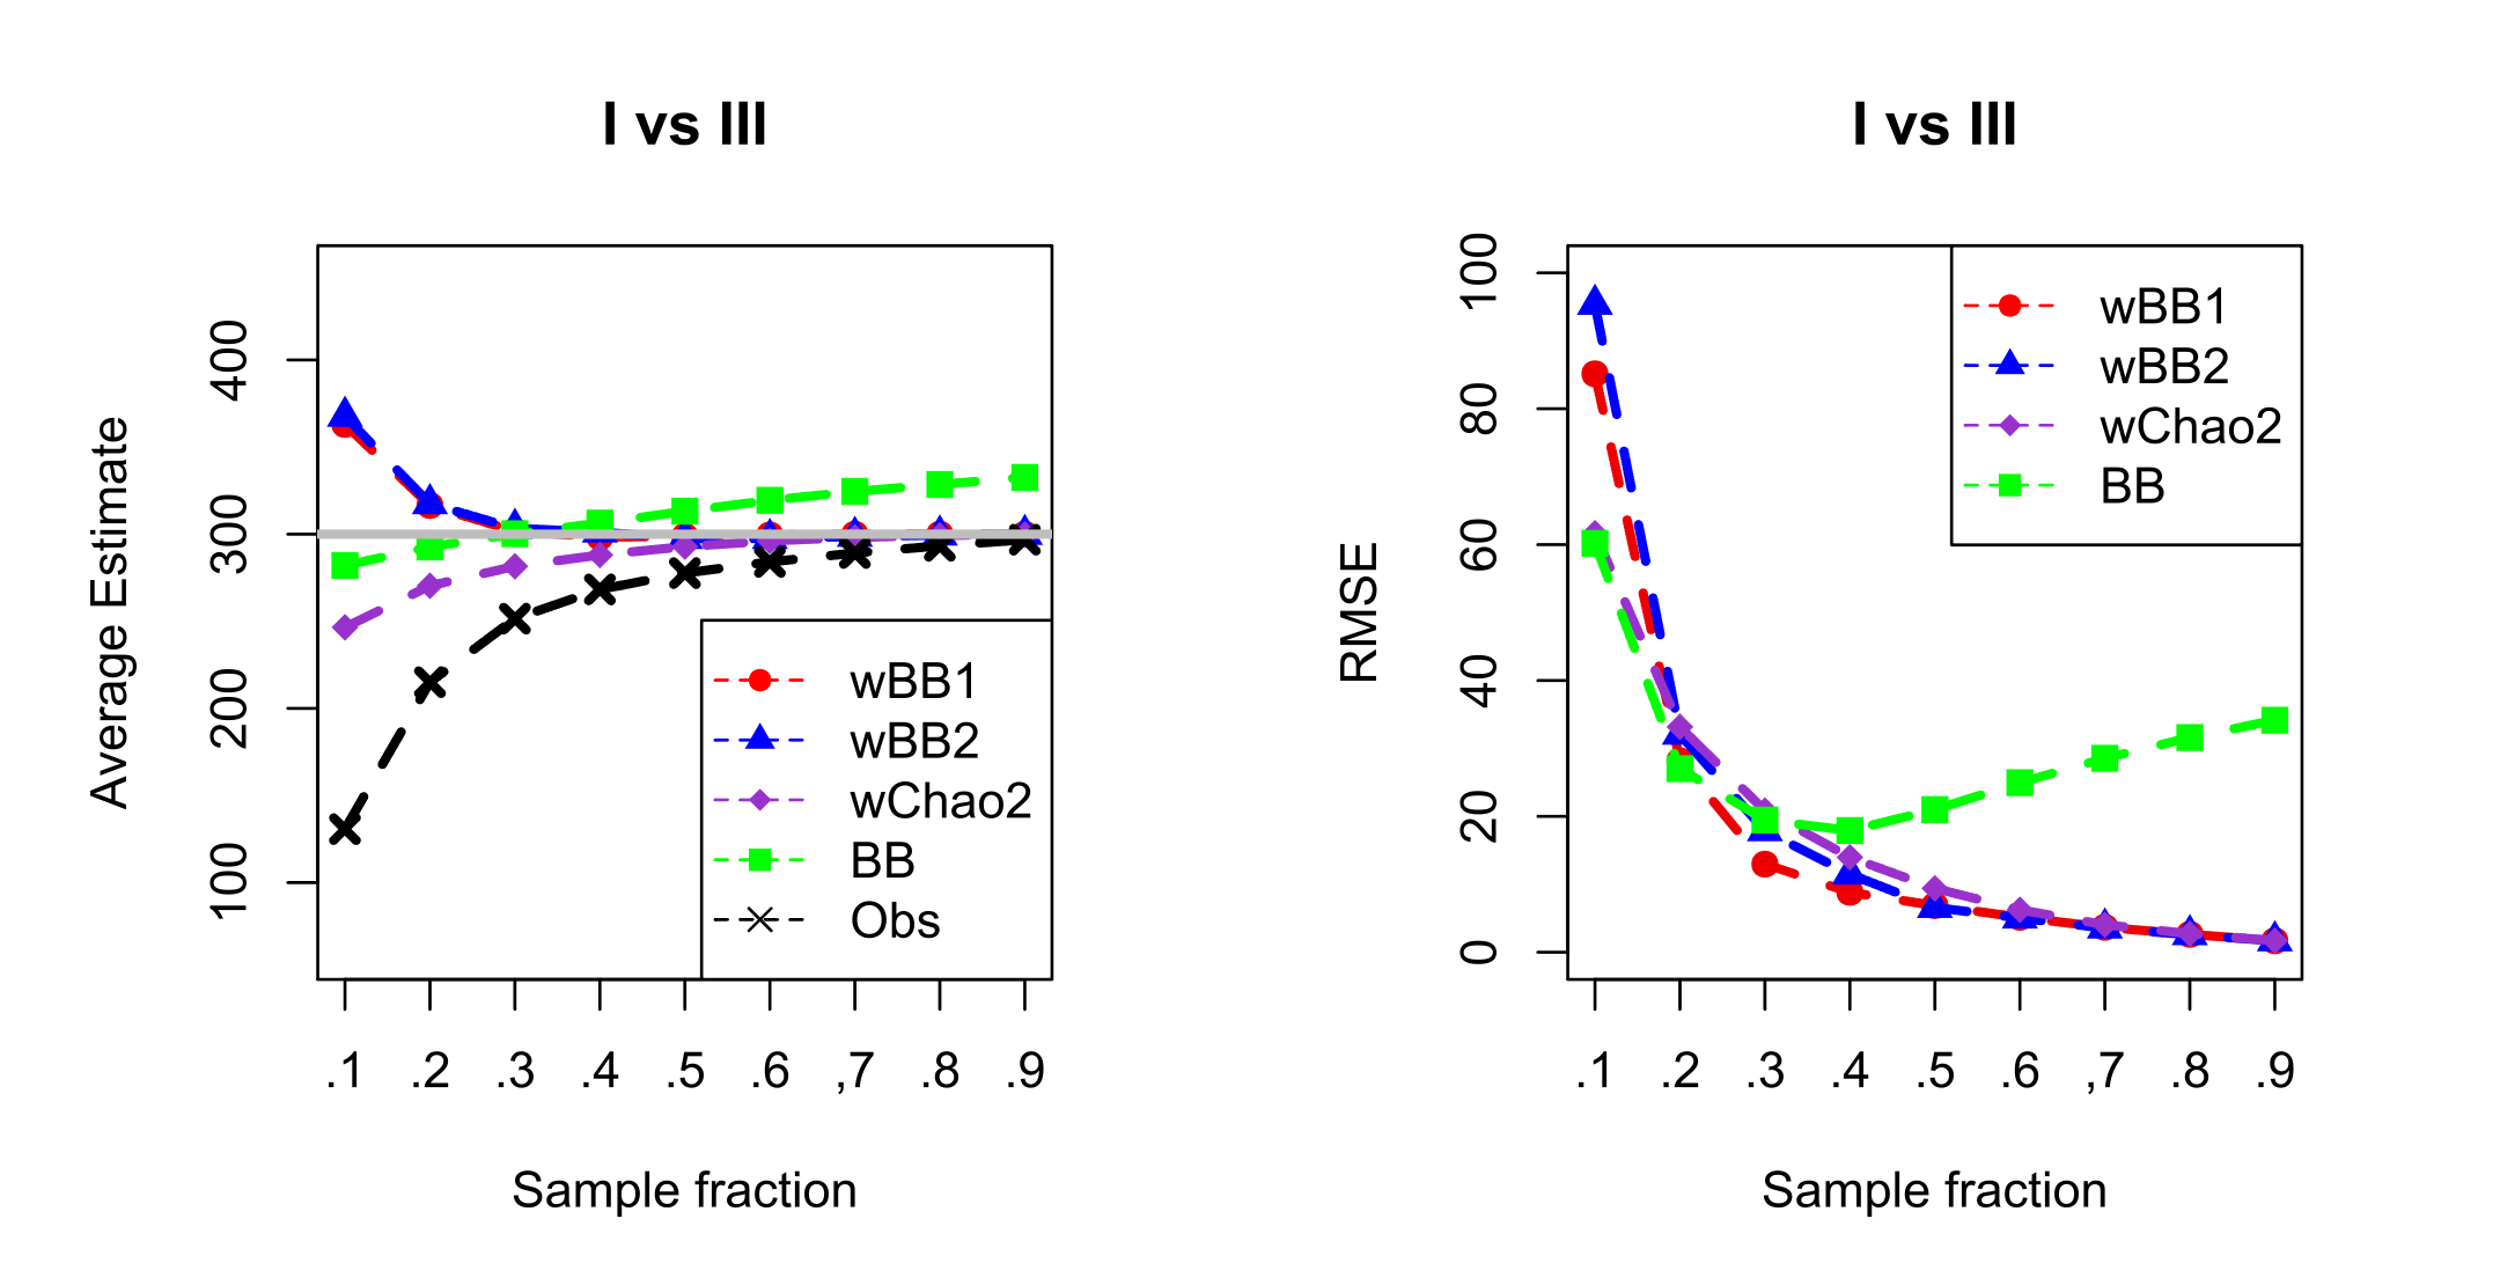 I vs III
Average Estimate
400
300
200
100
wBB1
wBB2
wChao2
BB
Obs
.1 .2 .3 .4 .5 .6 ,7 .8 .9
Sample fraction
I vs III
RMSE
100
80
60
40
20
0
wBB1
wBB2
wChao2
BB
.1 .2 .3 .4 .5 .6 ,7 .8 .9
Sample fraction